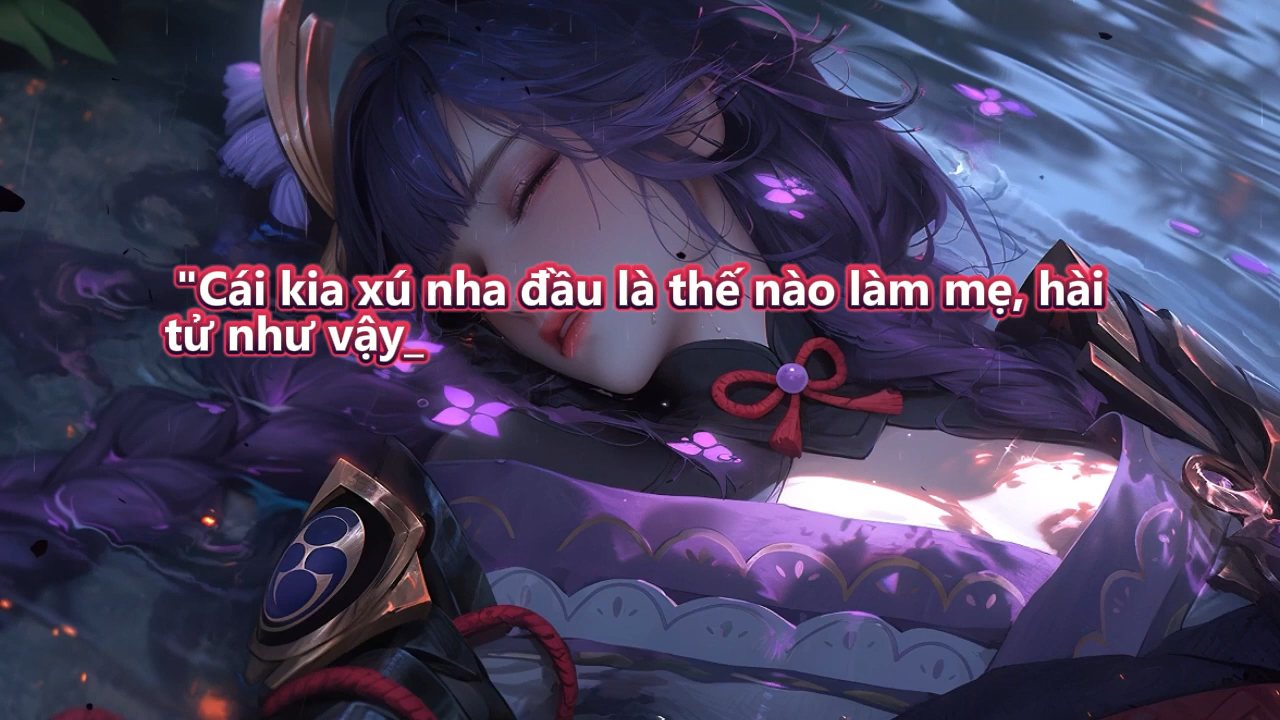 "Cái kia xú nha đầu là thế nào làm mẹ, hài
tử như vậy_